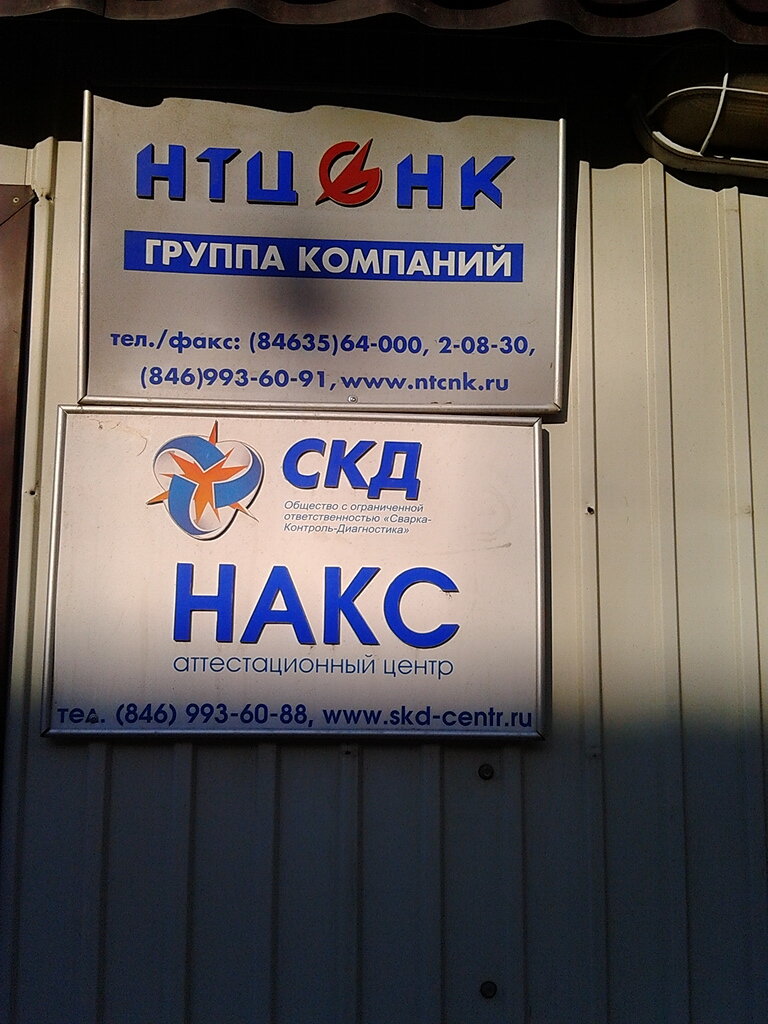 НТЦ НК
ГРУППА КОМПАНИЙ
тел./факс: (84635)64-000, 2-08-30,
(846)993-60-91, www.ntcnk.ru
СКД
Общество с ограниченной
ответственностью «Сварка-
Контроль-Диагностика»
НАКС
аттестационный центр
тел. (846) 993-60-88, www.skd-centr.ru